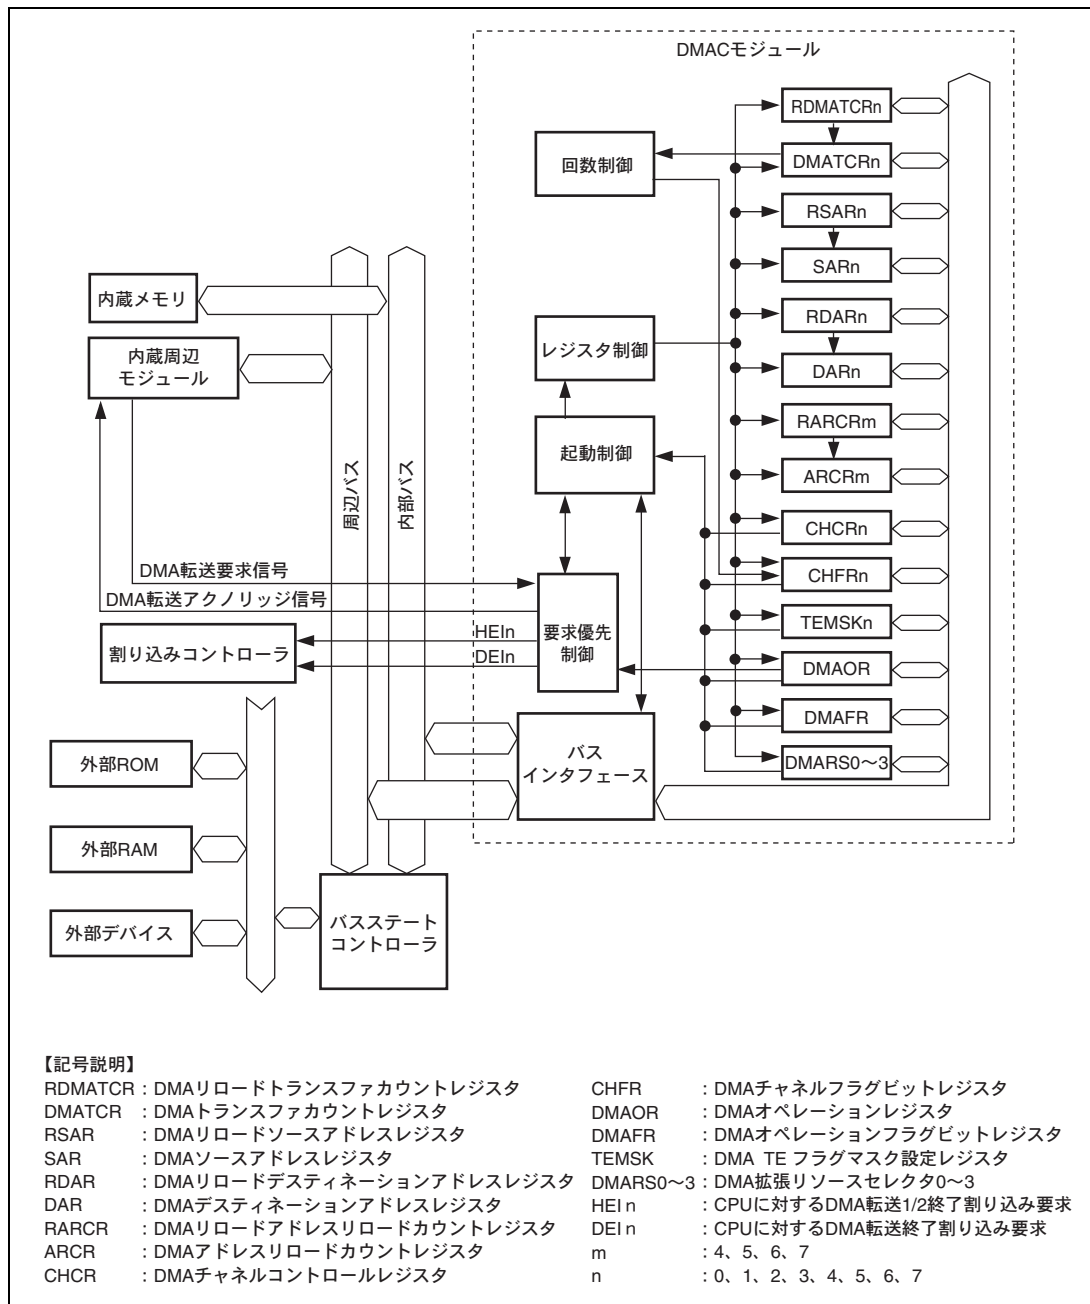 DMACモジュール
RDMATCRn
回数制御
DMATCRn
RSARn
SARn
内蔵メモリ
RDARn
レジスタ制御
内蔵周辺
モジュール
DARn
RARCRm
起動制御
周辺バス
内部バス
ARCRm
CHCRn
DMA転送要求信号
CHFRn
DMA転送アクノリッジ信号
TEMSKn
HEIn
要求優先
制御
割り込みコントローラ
DEIn
DMAOR
DMAFR
外部ROM
バス
インタフェース
DMARS0～3
外部RAM
外部デバイス
バスステート
コントローラ
【記号説明】
RDMATCR : DMAリロードトランスファカウントレジスタ
DMATCR : DMAトランスファカウントレジスタ
RSAR : DMAリロードソースアドレスレジスタ
SAR : DMAソースアドレスレジスタ
RDAR : DMAリロードデスティネーションアドレスレジスタ
DAR : DMAデスティネーションアドレスレジスタ
RARCR : DMAリロードアドレスリロードカウントレジスタ
ARCR : DMAアドレスリロードカウントレジスタ
CHCR : DMAチャネルコントロールレジスタ
CHFR : DMAチャネルフラグビットレジスタ
DMAOR : DMAオペレーションレジスタ
DMAFR : DMAオペレーションフラグビットレジスタ
TEMSK : DMA TE フラグマスク設定レジスタ
DMARS0～3 : DMA拡張リソースセレクタ0～3
HEI n : CPUに対するDMA転送1/2終了割り込み要求
DEI n : CPUに対するDMA転送終了割り込み要求
m : 4、5、6、7
n : 0、1、2、3、4、5、6、7